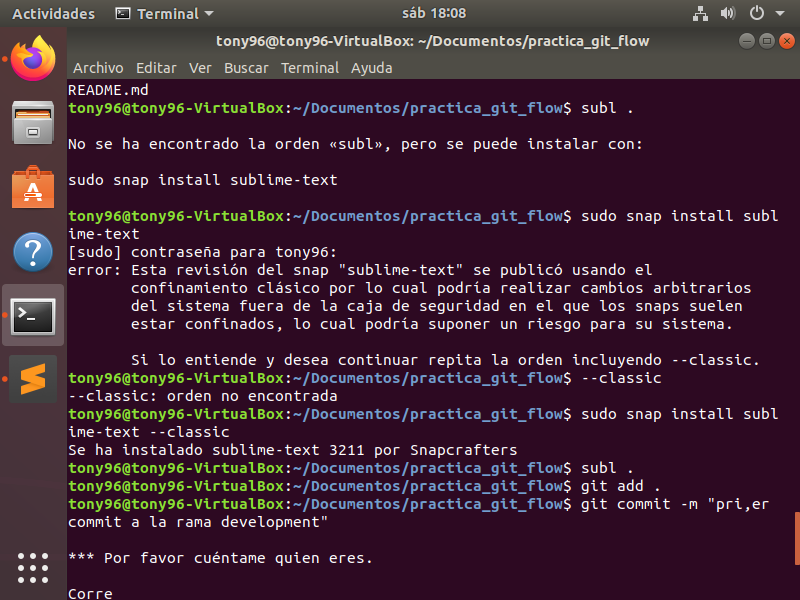 Actividades Terminal sáb 18:08
tony96@tony96-VirtualBox: ~/Documentos/practica_git_flow
Archivo Editar Ver Buscar Terminal Ayuda
README.md
tony96@tony96-VirtualBox:~/Documentos/practica_git_flow$ subl .
No se ha encontrado la orden «subl», pero se puede instalar con:
sudo snap install sublime-text
tony96@tony96-VirtualBox:~/Documentos/practica_git_flow$ sudo snap install subl
ime-text
[sudo] contraseña para tony96:
error: Esta revisión del snap "sublime-text" se publicó usando el
confinamiento clásico por lo cual podría realizar cambios arbitrarios
del sistema fuera de la caja de seguridad en el que los snaps suelen
estar confinados, lo cual podría suponer un riesgo para su sistema.
Si lo entiende y desea continuar repita la orden incluyendo --classic.
tony96@tony96-VirtualBox:~/Documentos/practica_git_flow$ --classic
--classic: orden no encontrada
tony96@tony96-VirtualBox:~/Documentos/practica_git_flow$ sudo snap install subl
ime-text --classic
Se ha instalado sublime-text 3211 por Snapcrafters
tony96@tony96-VirtualBox:~/Documentos/practica_git_flow$ subl .
tony96@tony96-VirtualBox:~/Documentos/practica_git_flow$ git add .
tony96@tony96-VirtualBox:~/Documentos/practica_git_flow$ git commit -m "pri,er
commit a la rama development"
*** Por favor cuéntame quien eres.
Corre